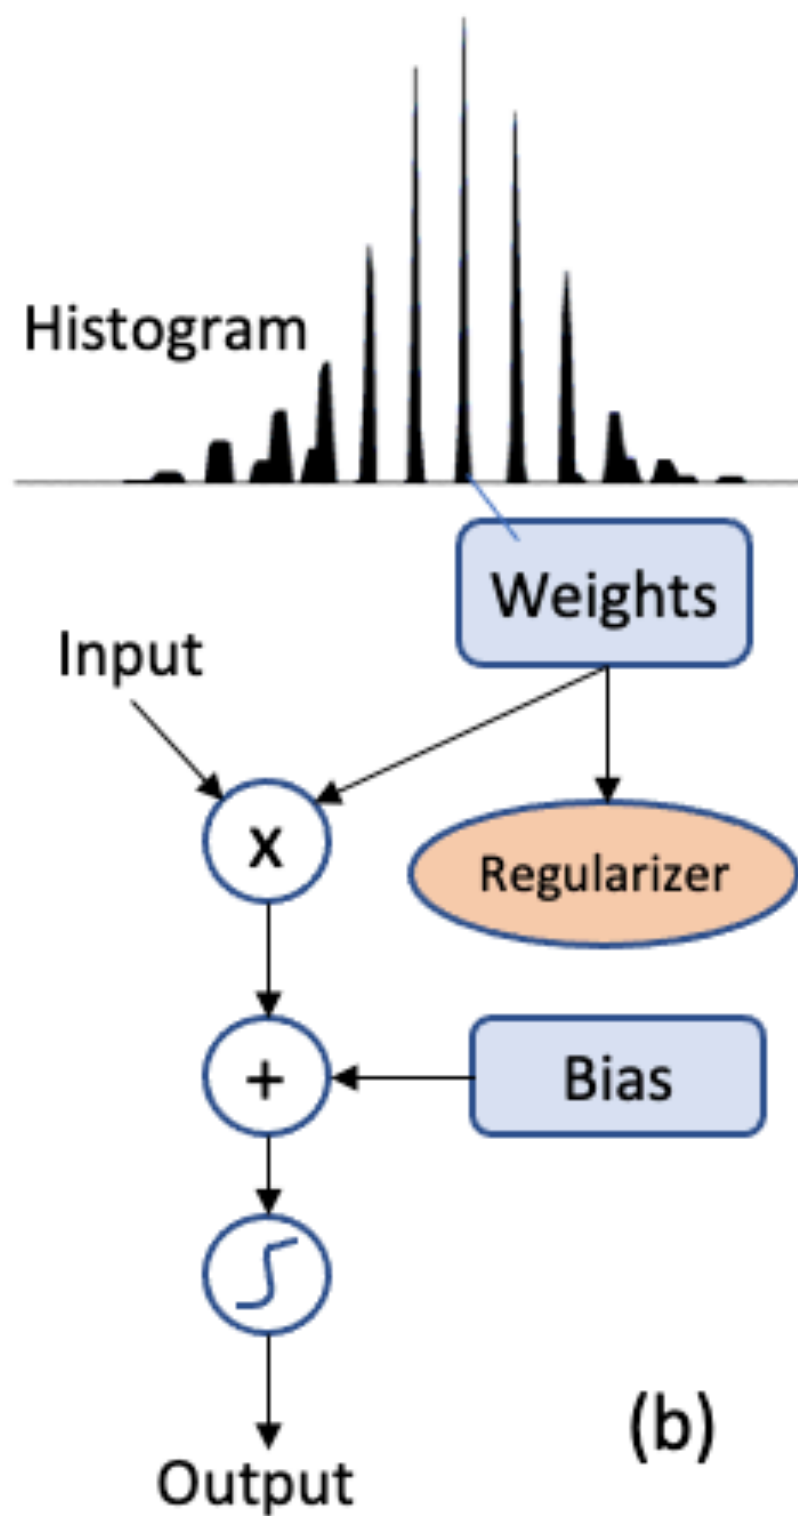 Histogram
Weights
Input
x
Regularizer
+
Bias
(b)
Output